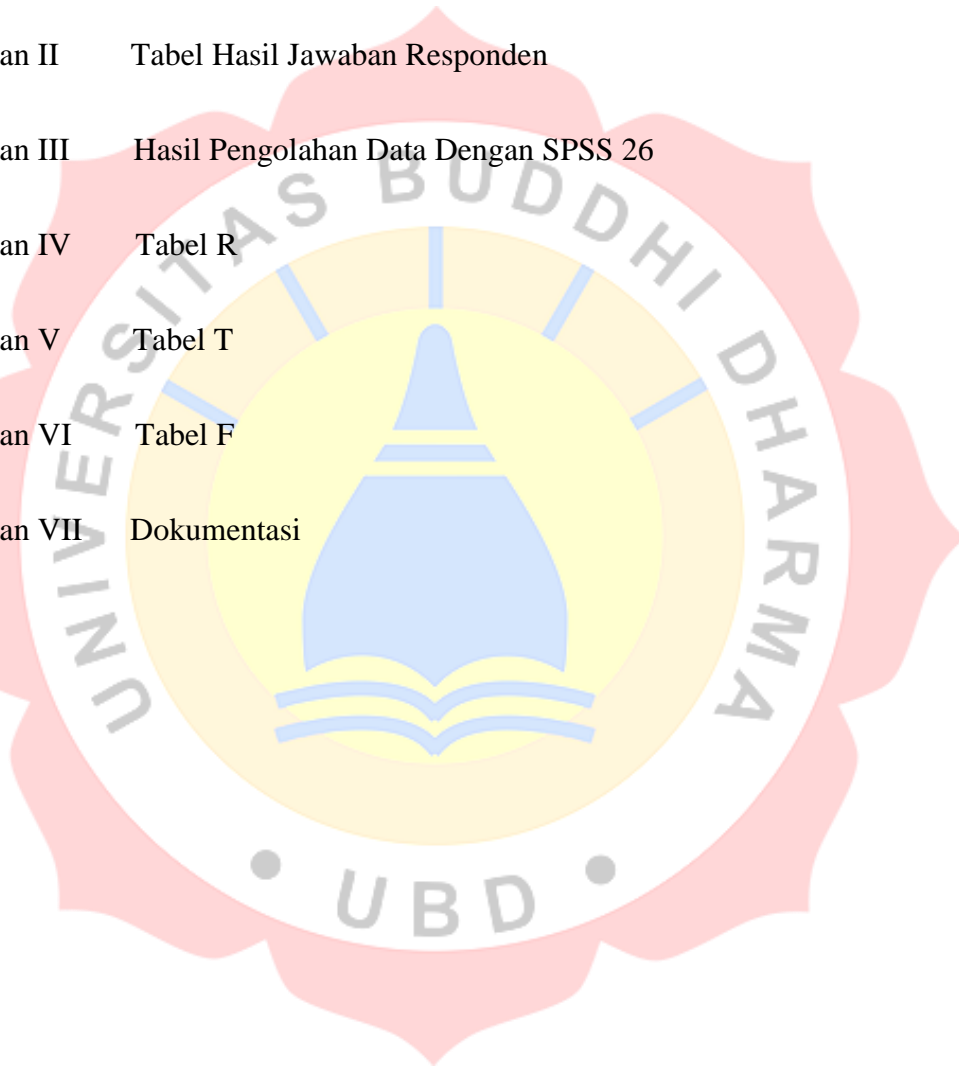 an II Tabel Hasil Jawaban Responden
an III Hasil Pengolahan Data Dengan SPSS 26
an IV Tabel R
an V Tabel T
an VI Tabel F
an VII Dokumentasi
UNIVERSITAS BUDDHI DHARMA
• UBD •